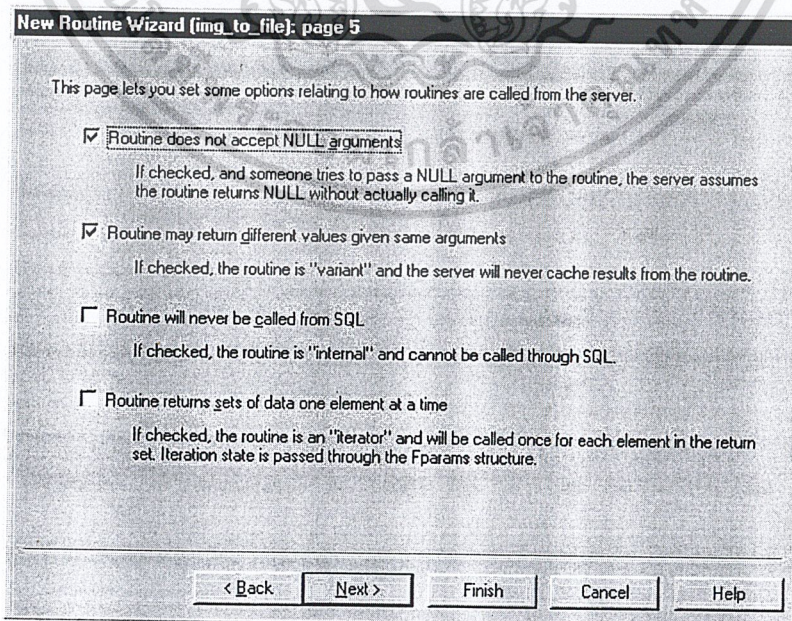 New Routine Wizard (img_to_file): page 5
This page lets you set some options relating to how routines are called from the server.
Routine does not accept NULL arguments
If checked, and someone tries to pass a NULL argument to the routine, the server assumes
the routine returns NULL without actually calling it.
Routine may return different values given same arguments
If checked, the routine is "variant" and the server will never cache results from the routine.
Routine will never be called from SQL
If checked, the routine is "internal" and cannot be called through SQL.
Routine returns sets of data one element at a time
If checked, the routine is an "iterator" and will be called once for each element in the return
set. Iteration state is passed through the Fparams structure.
< Back
Next >
Finish
Cancel
Help